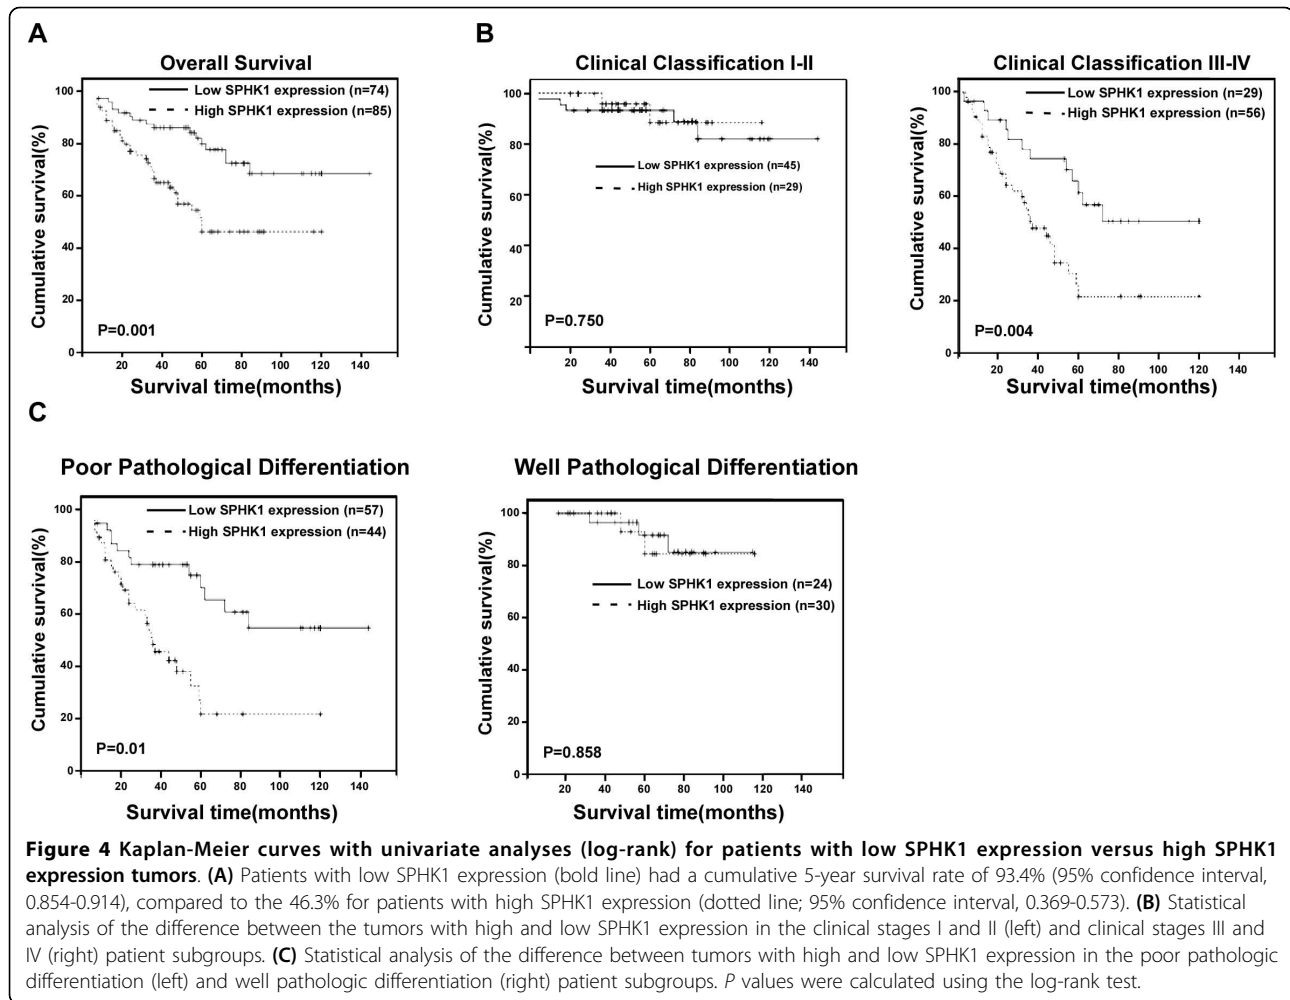 A
Overall Survival
Low SPHK1 expression (n=74)
High SPHK1 expression (n=85)
Cumulative survival(%)
100
80
60
40
20
0
P=0.001
20 40 60 80 100 120 140
Survival time(months)
B
Clinical Classification I-II
Low SPHK1 expression (n=45)
High SPHK1 expression (n=29)
Cumulative survival(%)
100
80
60
40
20
P=0.750
20 40 60 80 100 120 140
Survival time(months)
Clinical Classification III-IV
Low SPHK1 expression (n=29)
High SPHK1 expression (n=56)
Cumulative survival(%)
100
80
60
40
20
0
P=0.004
20 40 60 80 100 120 140
Survival time(months)
C
Poor Pathological Differentiation
Low SPHK1 expression (n=57)
High SPHK1 expression (n=44)
Cumulative survival(%)
100
80
60
40
20
0
P=0.01
20 40 60 80 100 120 140
Survival time(months)
Well Pathological Differentiation
Low SPHK1 expression (n=24)
High SPHK1 expression (n=30)
Cumulative survival(%)
100
80
60
40
20
0
P=0.858
20 40 60 80 100 120 140
Survival time(months)
Figure 4 Kaplan-Meier curves with univariate analyses (log-rank) for patients with low SPHK1 expression versus high SPHK1
expression tumors. (A) Patients with low SPHK1 expression (bold line) had a cumulative 5-year survival rate of 93.4% (95% confidence interval,
0.854-0.914), compared to the 46.3% for patients with high SPHK1 expression (dotted line; 95% confidence interval, 0.369-0.573). (B) Statistical
analysis of the difference between the tumors with high and low SPHK1 expression in the clinical stages I and II (left) and clinical stages III and
IV (right) patient subgroups. (C) Statistical analysis of the difference between tumors with high and low SPHK1 expression in the poor pathologic
differentiation (left) and well pathologic differentiation (right) patient subgroups. P values were calculated using the log-rank test.